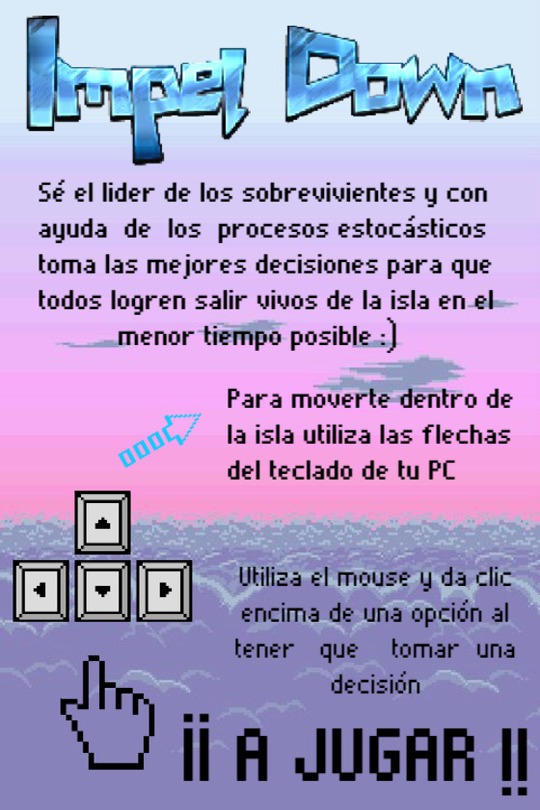 Impel Down
Sé el lider de los sobrevivientes y con
ayuda de los procesos estocásticos
toma las mejores decisiones para que
todos logren salir vivos de la isla en el
menor tiempo posible :)
Para moverte dentro de
la isla utiliza las flechas
del teclado de tu PC
Utiliza el mouse y da clic
encima de una opción al
tener que tomar una
decisión
¡¡ A JUGAR !!